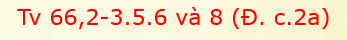 Tv 66,2-3.5.6 và 8 (Đ. c.2a)